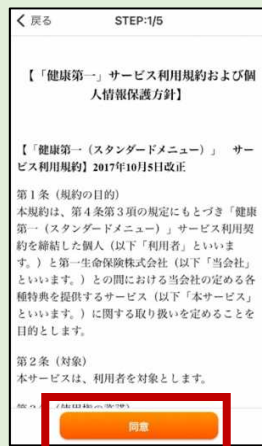 戻る STEP:1/5
【「健康第一」サービス利用規約および個
人情報保護方針】
【「健康第一（スタンダードメニュー）」 サー
ビス利用規約】2017年10月5日改正
第1条（規約の目的）
本規約は、第4条第3項の規定にもとづき「健康
第一（スタンダードメニュー）」サービス利用契
約を締結した個人（以下「利用者」といいま
す。）と第一生命保険株式会社（以下「当会社」
といいます。）との間における当会社の定める各
種特典を提供するサービス（以下「本サービス」
といいます。）に関する取り扱いを定めることを
目的とします。
第2条（対象）
本サービスは、利用者を対象とします。
同意